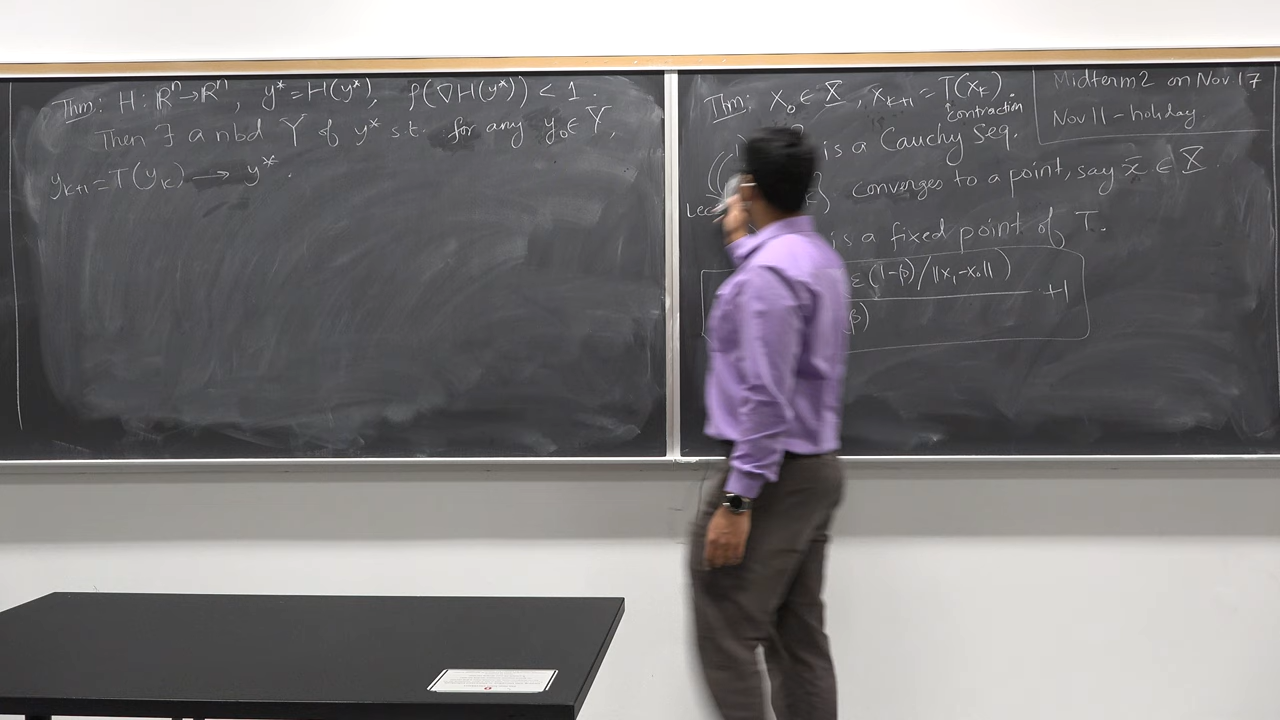 Thm: H: ℝⁿ→ℝⁿ, y* = H(y*), ρ(∇H(y*)) < 1.
Then ∃ a nbd Y of y* s.t. for any y₀ ∈ Y,
y_{k+1} = T(y_k) → y*.
Thm: x₀ ∈ X, x_{k+1} = T(x_k).
contraction
is a Cauchy Seq.
converges to a point, say x̄ ∈ X.
is a fixed point of T.
ε(1-β)/||x₁-x₀||)
+1
β)
Midterm 2 on Nov 17
Nov 11 - holiday.